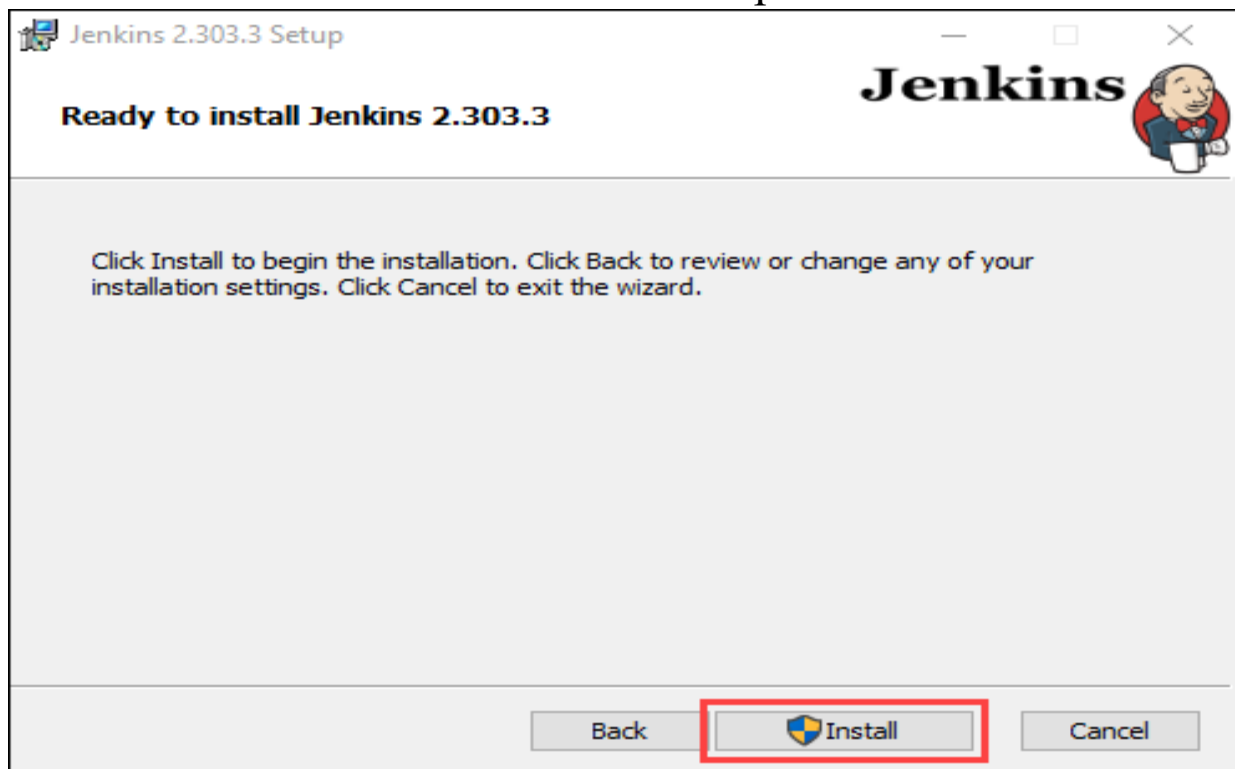 Jenkins 2.303.3 Setup
Jenkins
Ready to install Jenkins 2.303.3
Click Install to begin the installation. Click Back to review or change any of your
installation settings. Click Cancel to exit the wizard.
Back
Install
Cancel